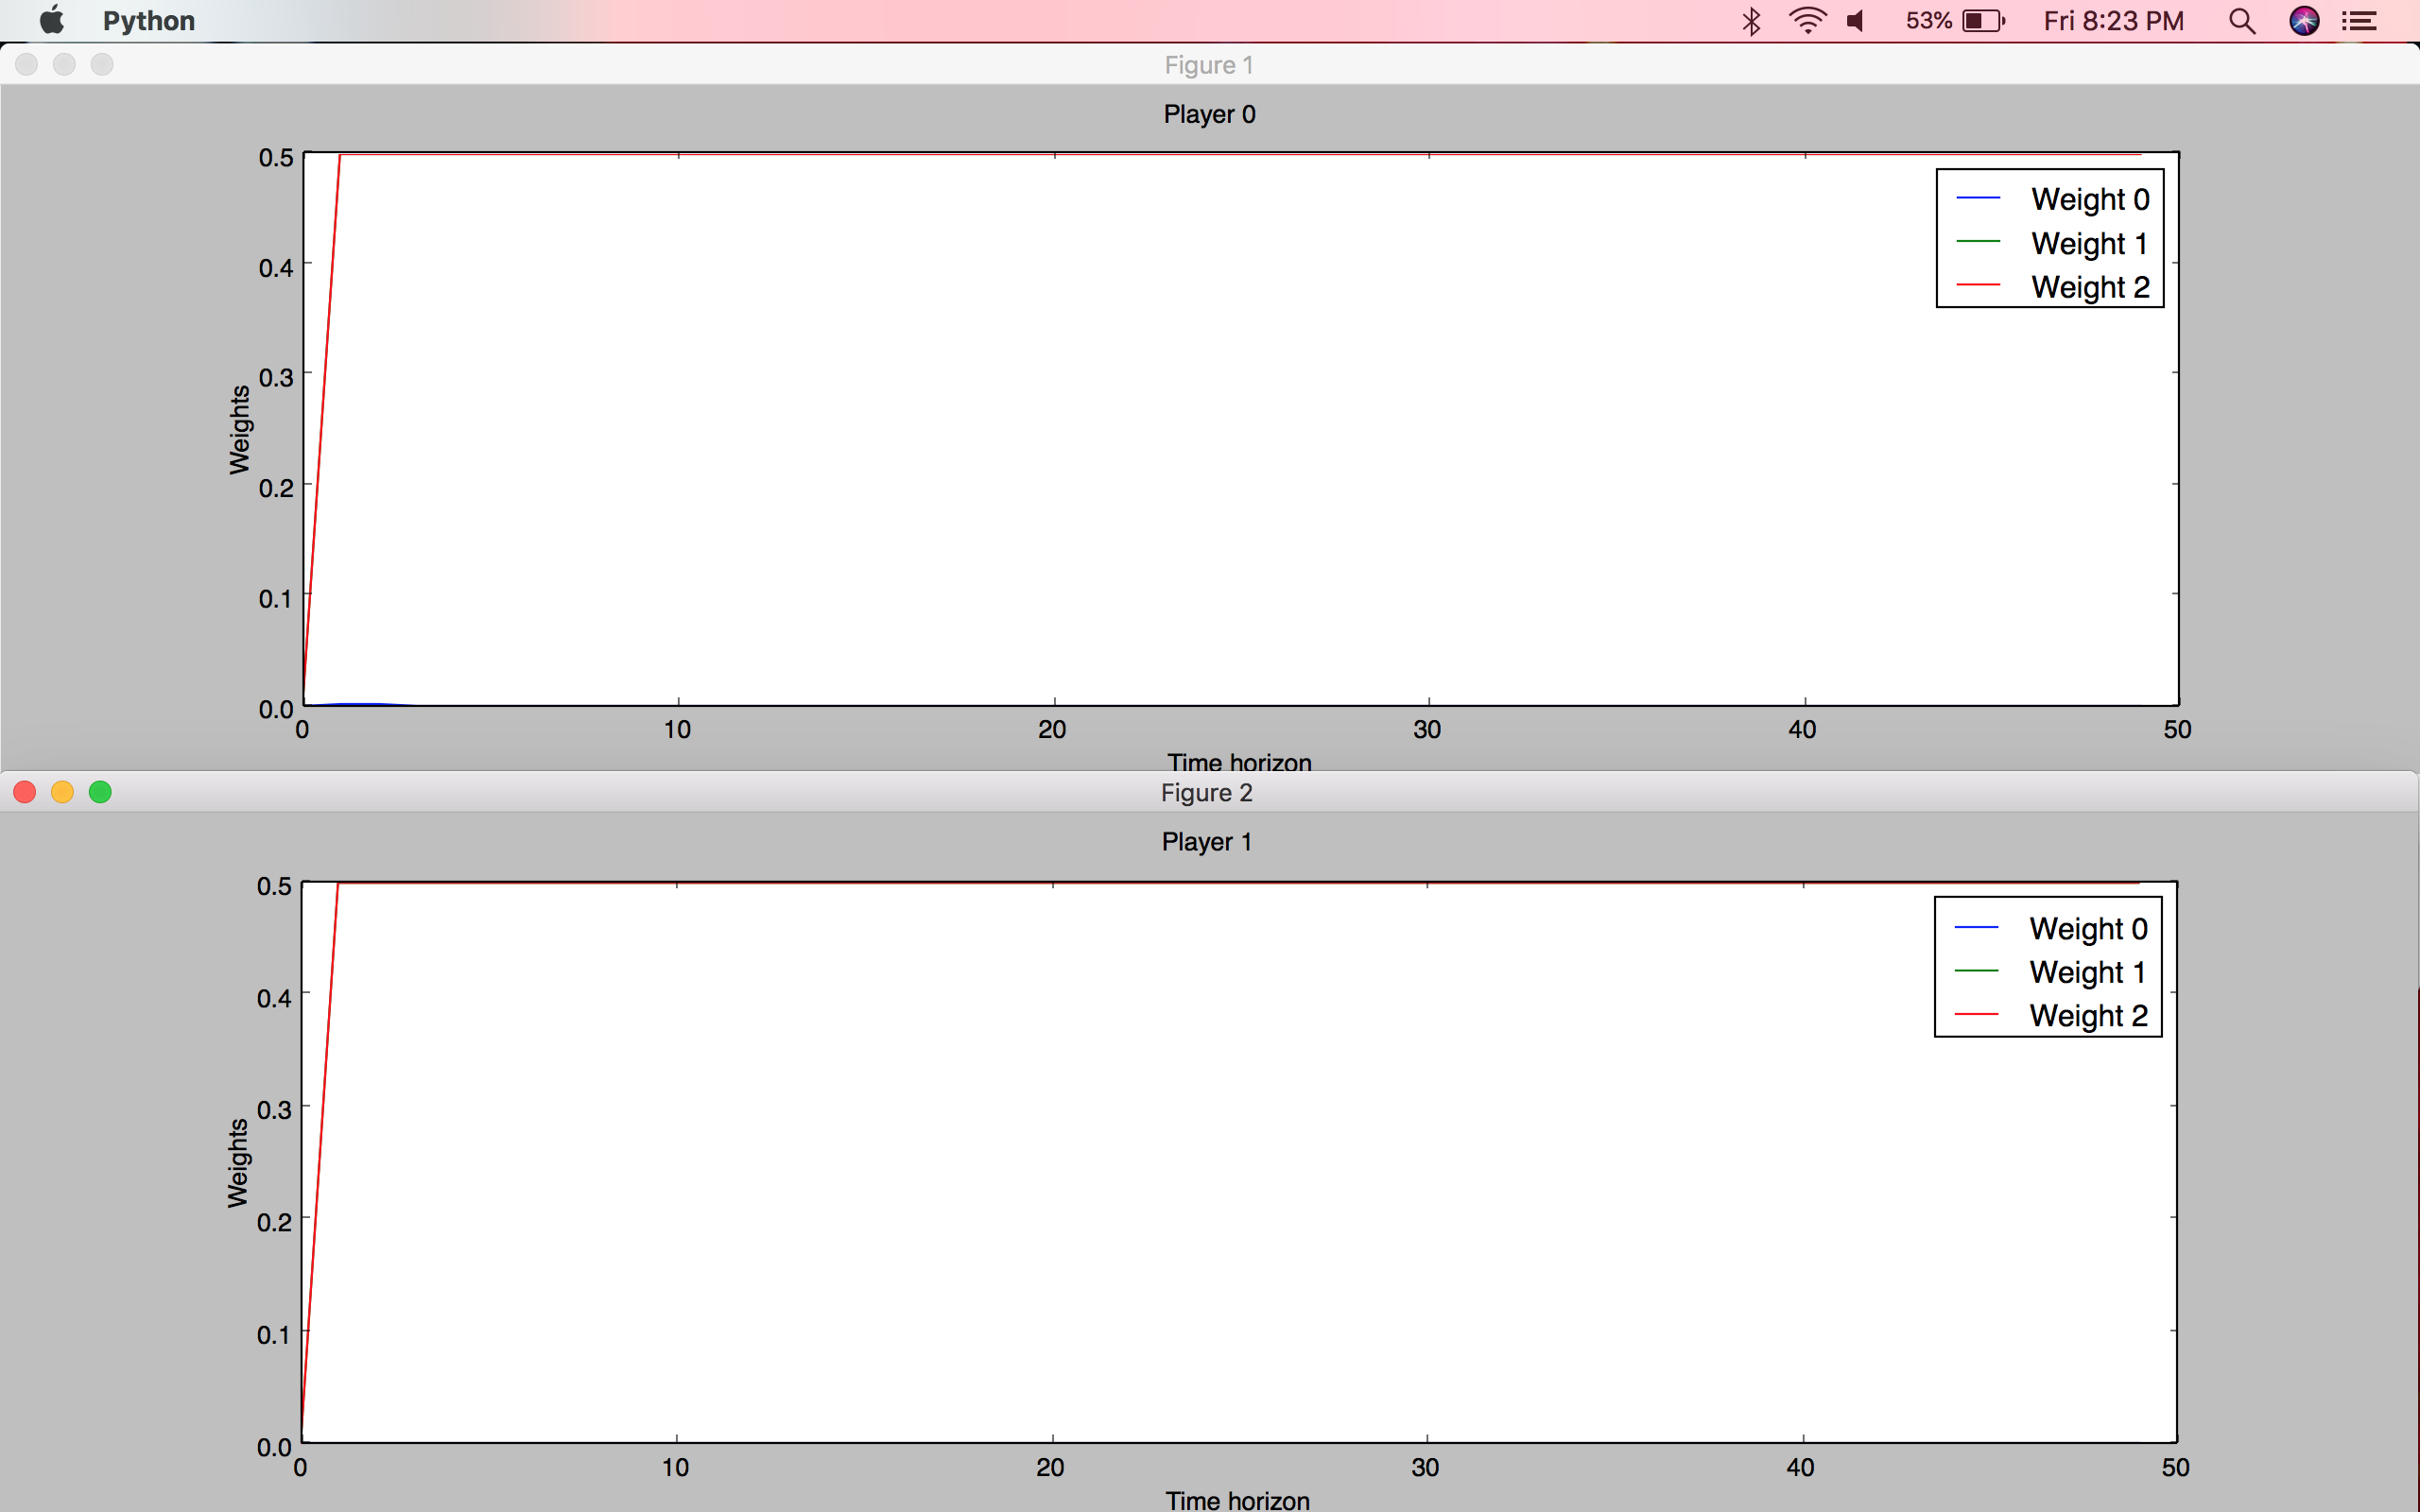 Python 53% Fri 8:23 PM
Figure 1
Player 0
0.5
0.4
0.3
0.2
0.1
0.0
Weights
Weight 0
Weight 1
Weight 2
0 10 20 30 40 50
Time horizon
Figure 2
Player 1
0.5
0.4
0.3
0.2
0.1
0.0
Weights
Weight 0
Weight 1
Weight 2
0 10 20 30 40 50
Time horizon